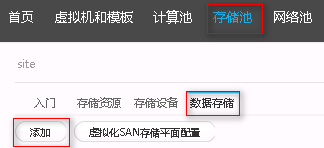 首页 虚拟机和模板 计算池 存储池 网络池
site
入门 存储资源 存储设备 数据存储
添加 虚拟化SAN存储平面配置